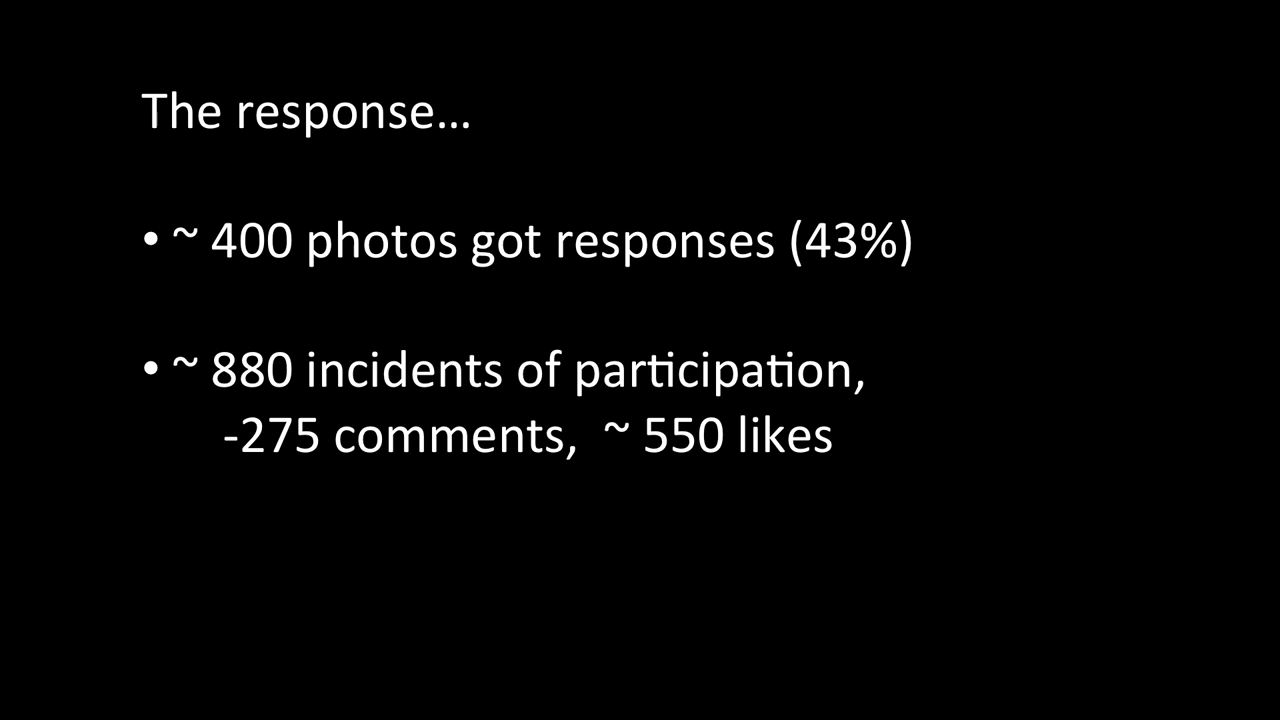 The response…
• ~ 400 photos got responses (43%)
• ~ 880 incidents of participation,
-275 comments, ~ 550 likes